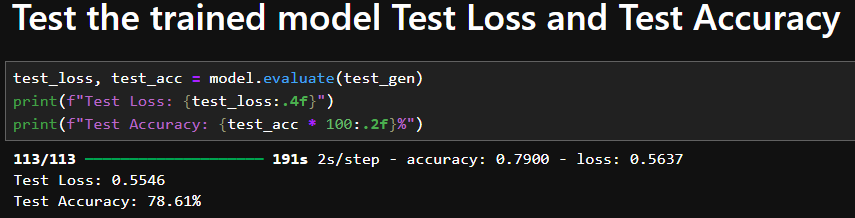 Test the trained model Test Loss and Test Accuracy
test_loss, test_acc = model.evaluate(test_gen)
print(f"Test Loss: {test_loss:.4f}")
print(f"Test Accuracy: {test_acc * 100:.2f}%")
113/113 ━━━━━━━━━━━━━━━━━━━━ 191s 2s/step - accuracy: 0.7900 - loss: 0.5637
Test Loss: 0.5546
Test Accuracy: 78.61%